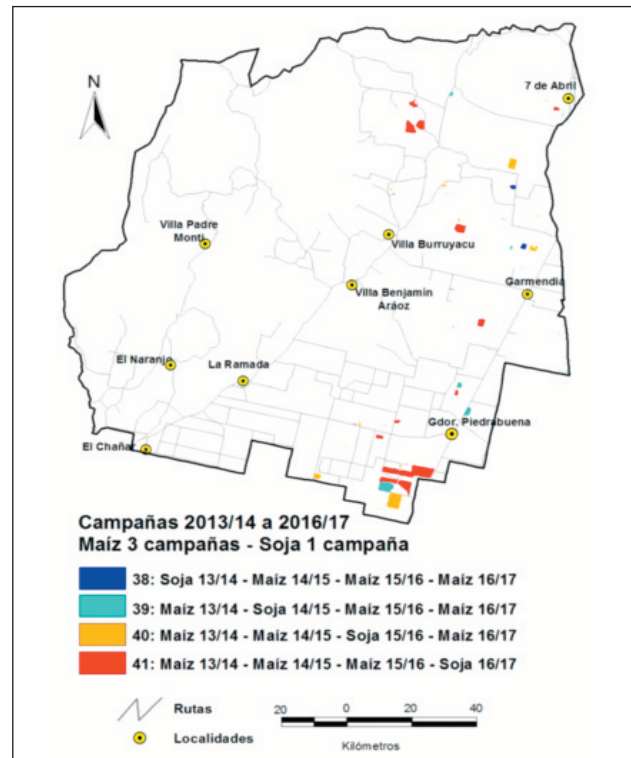 N
7 de Abril
Villa Padre
Monti
Villa Burruyacu
Garmendia
Villa Benjamín
Aráoz
El Naranjo
La Ramada
Gdor. Piedrabuena
El Chañar
Campañas 2013/14 a 2016/17
Maíz 3 campañas - Soja 1 campaña
38: Soja 13/14 - Maíz 14/15 - Maíz 15/16 - Maíz 16/17
39: Maíz 13/14 - Soja 14/15 - Maíz 15/16 - Maíz 16/17
40: Maíz 13/14 - Maíz 14/15 - Soja 15/16 - Maíz 16/17
41: Maíz 13/14 - Maíz 14/15 - Maíz 15/16 - Soja 16/17
Rutas
20 0 20 40
Localidades
Kilómetros